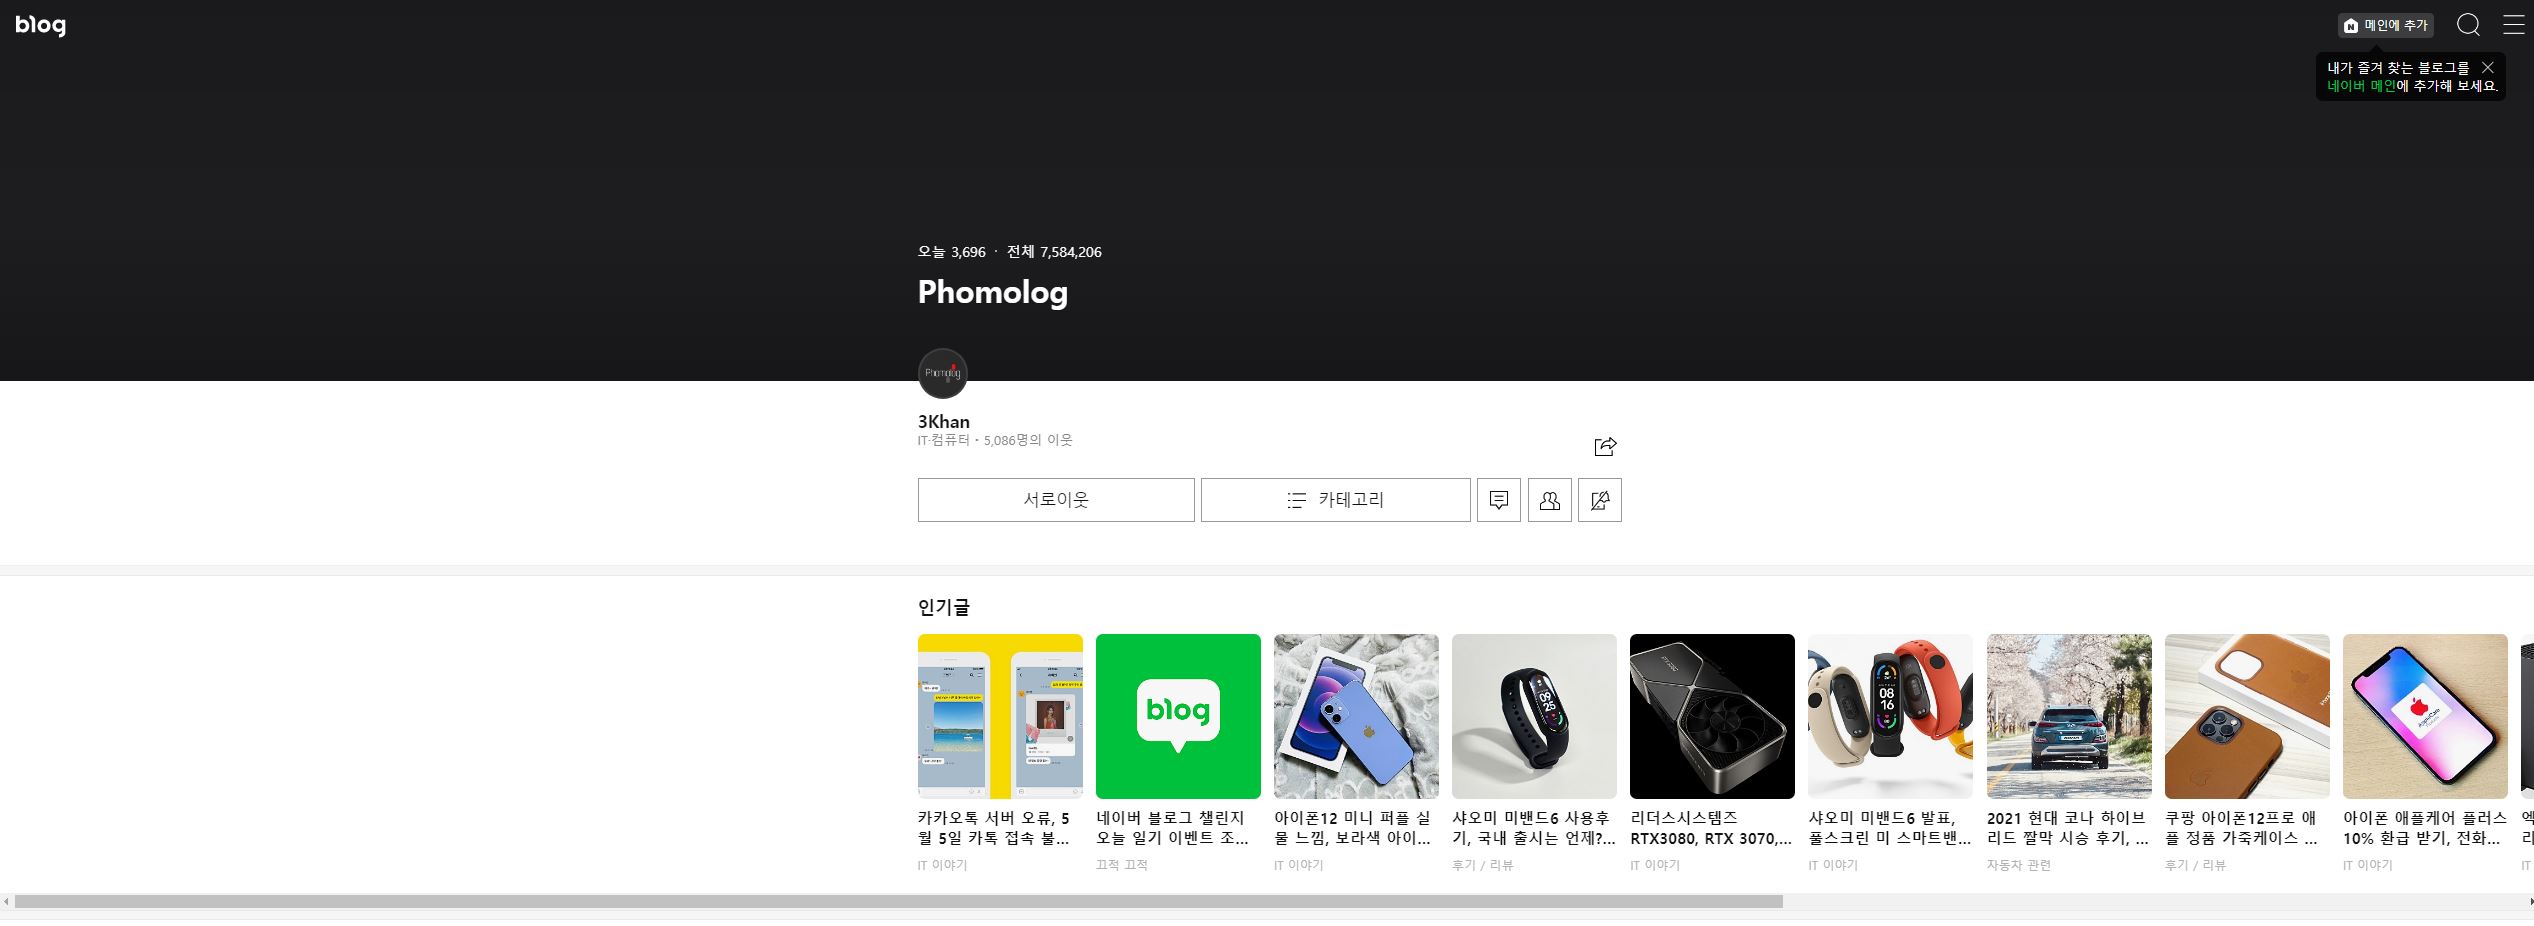 blog
메인에 추가
내가 즐겨 찾는 블로그를
네이버 메인에 추가해 보세요.
오늘 3,696 · 전체 7,584,206
Phomolog
Phomolog
3Khan
IT·컴퓨터 · 5,086명의 이웃
서로이웃
카테고리
인기글
blog
09
25
08
16
카카오톡 서버 오류, 5
월 5일 카톡 접속 불...
IT 이야기
네이버 블로그 챌린지
오늘 일기 이벤트 조...
끄적 끄적
아이폰12 미니 퍼플 실
물 느낌, 보라색 아이...
IT 이야기
샤오미 미밴드6 사용후
기, 국내 출시는 언제?...
후기 / 리뷰
리더스시스템즈
RTX3080, RTX 3070,...
IT 이야기
샤오미 미밴드6 발표,
풀스크린 미 스마트밴...
IT 이야기
2021 현대 코나 하이브
리드 짤막 시승 후기, ...
자동차 관련
쿠팡 아이폰12프로 애
플 정품 가죽케이스 ...
후기 / 리뷰
아이폰 애플케어 플러스
10% 환급 받기, 전화...
IT 이야기
IT